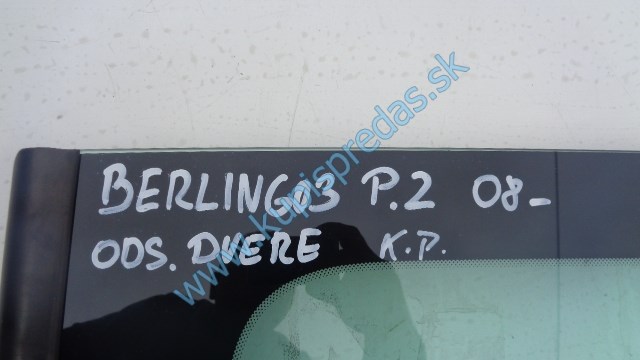 BERLINGO3 P.2 08-
ODS. DVERE K.P.
www.kupispredas.sk